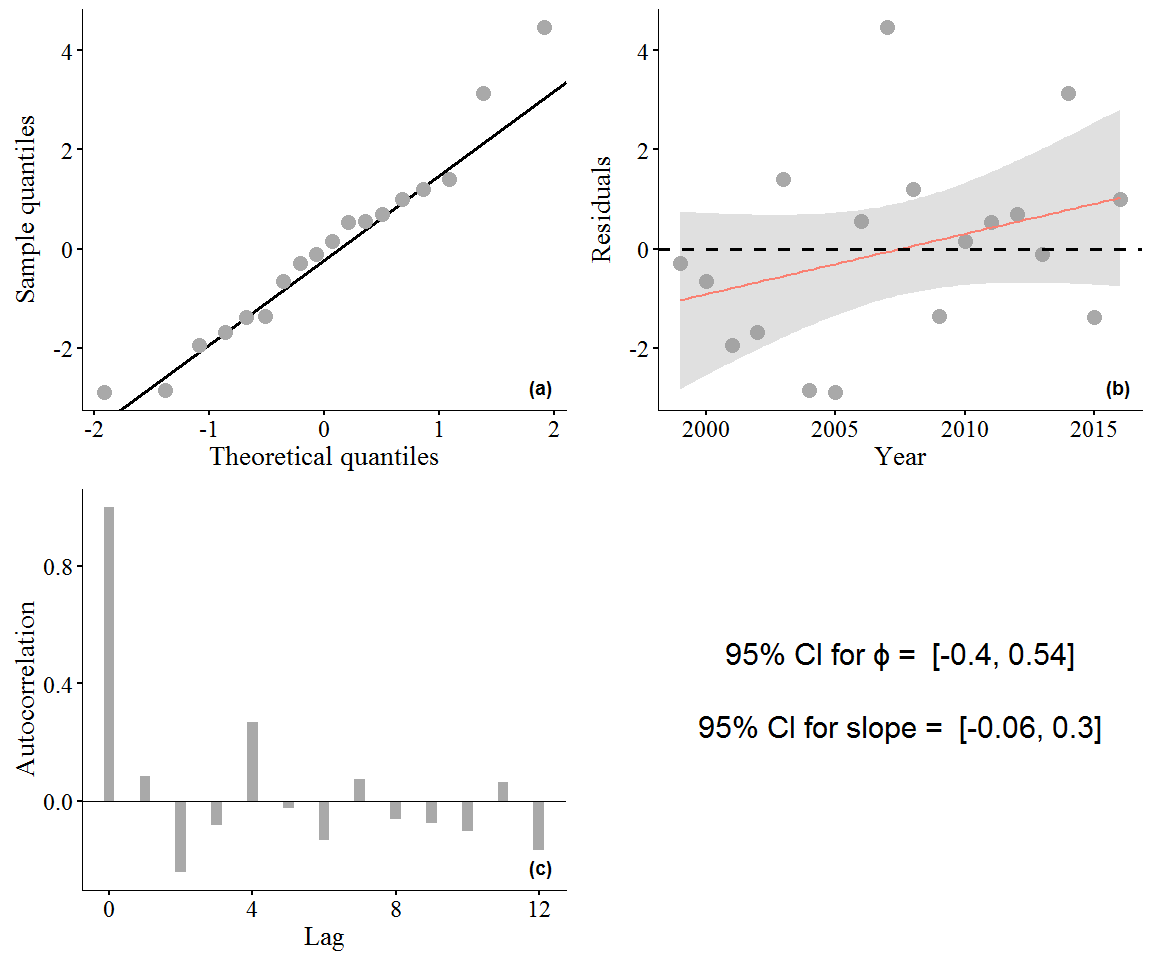 4
2
0
-2
Sample quantiles
(a)
-2 -1 0 1 2
Theoretical quantiles
4
2
0
-2
Residuals
(b)
2000 2005 2010 2015
Year
0.8
0.4
0.0
Autocorrelation
(c)
0 4 8 12
Lag
95% CI for ϕ = [-0.4, 0.54]
95% CI for slope = [-0.06, 0.3]